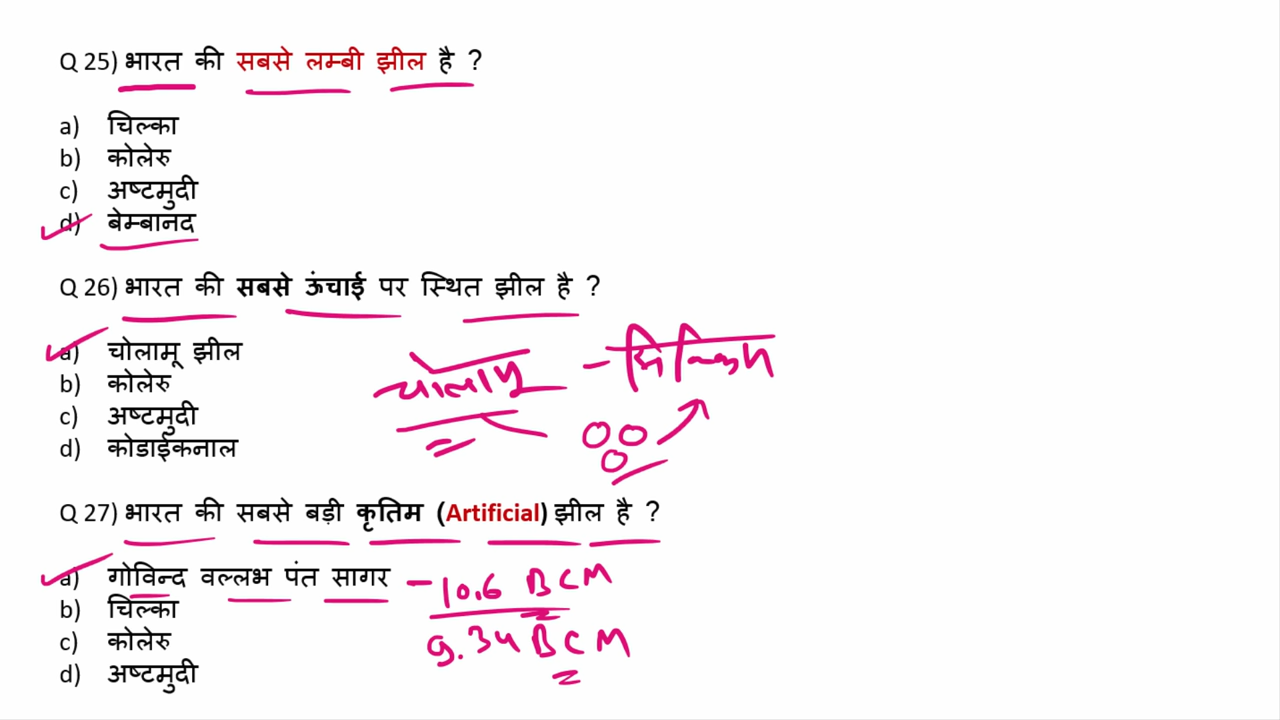 Q 25) भारत की सबसे लम्बी झील है ?
a) चिल्का
b) कोलेरु
c) अष्टमुदी
d) बेम्बानद
Q 26) भारत की सबसे ऊंचाई पर स्थित झील है ?
a) चोलामू झील
b) कोलेरु
c) अष्टमुदी
d) कोडाईकनाल
चोलामू - सिक्किम
Q 27) भारत की सबसे बड़ी कृतिम (Artificial) झील है ?
a) गोविन्द वल्लभ पंत सागर - 10.6 BCM
b) चिल्का
c) कोलेरु
d) अष्टमुदी
9.34 BCM